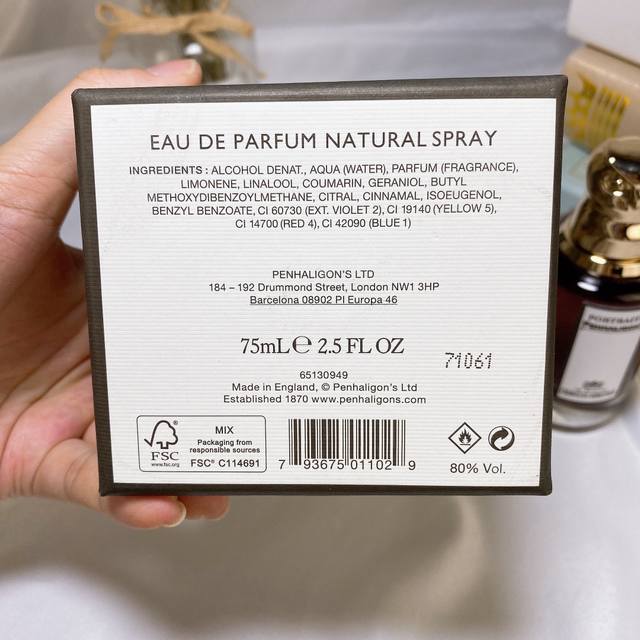 EAU DE PARFUM NATURAL SPRAY
INGREDIENTS : ALCOHOL DENAT., AQUA (WATER), PARFUM (FRAGRANCE),
LIMONENE, LINALOOL, COUMARIN, GERANIOL, BUTYL
METHOXYDIBENZOYLMETHANE, CITRAL, CINNAMAL, ISOEUGENOL,
BENZYL BENZOATE, CI 60730 (EXT. VIOLET 2), CI 19140 (YELLOW 5),
CI 14700 (RED 4), CI 42090 (BLUE 1)
PENHALIGON'S LTD
184 – 192 Drummond Street, London NW1 3HP
Barcelona 08902 Pl Europa 46
75mL℮ 2.5 FL OZ
71061
65130949
Made in England, © Penhaligon's Ltd
Established 1870 www.penhaligons.com
FSC
www.fsc.org
MIX
Packaging from
responsible sources
FSC® C114691
7 93675 01102 9
80% Vol.
PORTRAITS